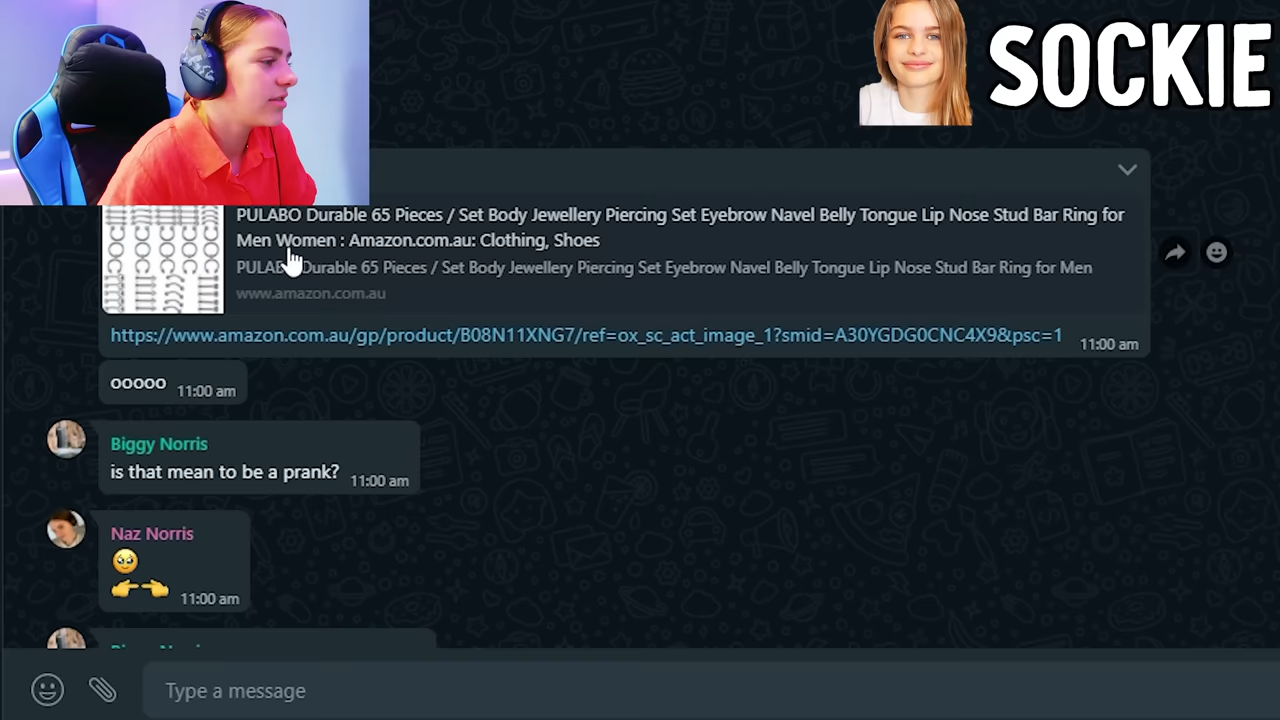 SOCKIE
PULABO Durable 65 Pieces / Set Body Jewellery Piercing Set Eyebrow Navel Belly Tongue Lip Nose Stud Bar Ring for
Men Women : Amazon.com.au: Clothing, Shoes
Durable 65 Pieces / Set Body Jewellery Piercing Set Eyebrow Navel Belly Tongue Lip Nose Stud Bar Ring for Men
www.amazon.com.au
https://www.amazon.com.au/gp/product/B08N11XNG7/ref=ox_sc_act_image_1?smid=A30YGDG0CNC4X9&psc=1
11:00 am
ooooo 11:00 am
Biggy Norris
is that mean to be a prank? 11:00 am
Naz Norris
🥹
👉👈 11:00 am
Type a message